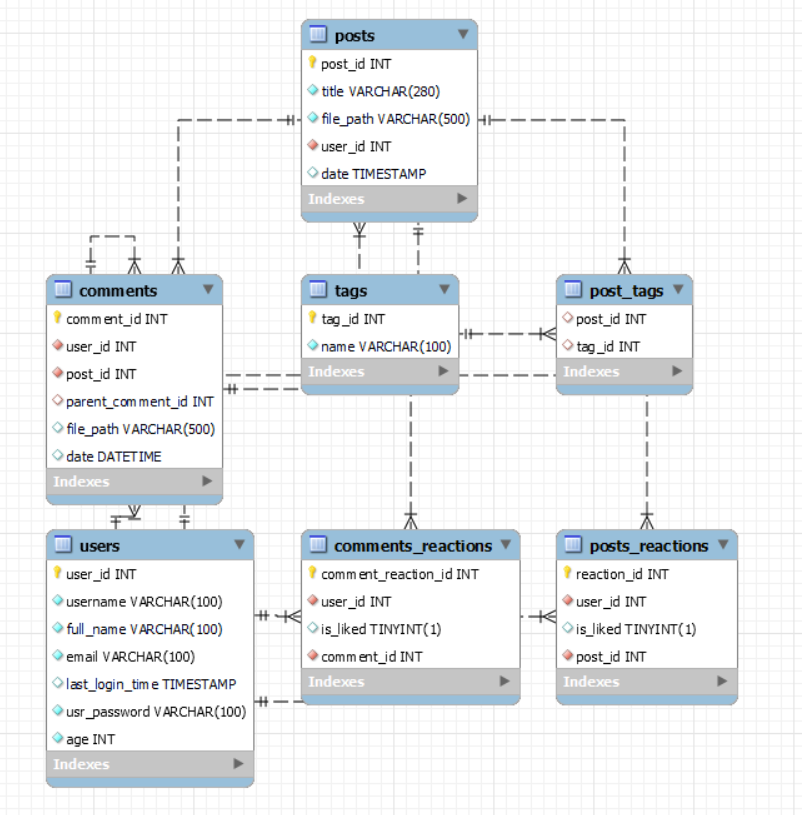 posts
post_id INT
title VARCHAR(280)
file_path VARCHAR(500)
user_id INT
date TIMESTAMP
Indexes
comments
comment_id INT
user_id INT
post_id INT
parent_comment_id INT
file_path VARCHAR(500)
date DATETIME
Indexes
tags
tag_id INT
name VARCHAR(100)
Indexes
post_tags
post_id INT
tag_id INT
Indexes
users
user_id INT
username VARCHAR(100)
full_name VARCHAR(100)
email VARCHAR(100)
last_login_time TIMESTAMP
usr_password VARCHAR(100)
age INT
Indexes
comments_reactions
comment_reaction_id INT
user_id INT
is_liked TINYINT(1)
comment_id INT
Indexes
posts_reactions
reaction_id INT
user_id INT
is_liked TINYINT(1)
post_id INT
Indexes